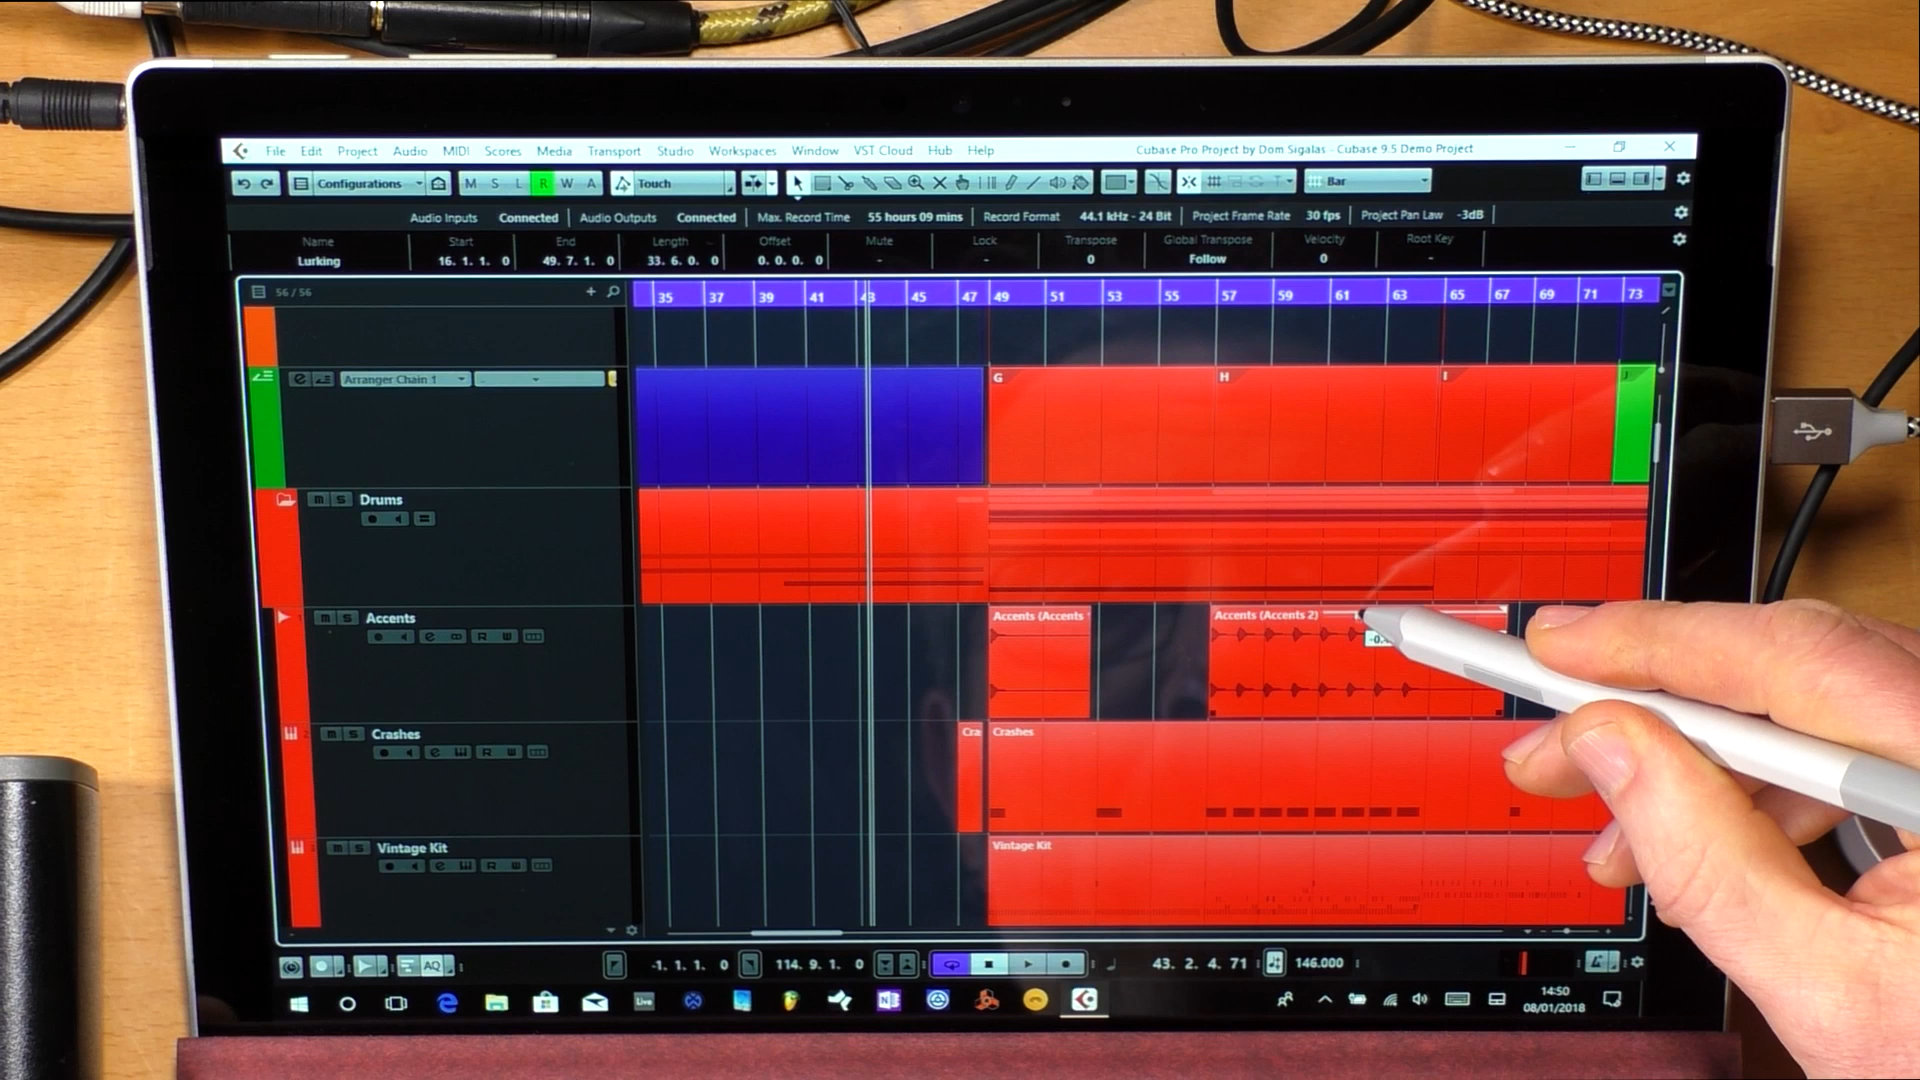 File Edit Project Audio MIDI Scores Media Transport Studio Workspaces Window VST Cloud Hub Help Cubase Pro Project by Dom Sigalas - Cubase 9.5 Demo Project
Configurations M S L R W A Touch Bar
Audio Inputs Connected Audio Outputs Connected Max. Record Time 55 hours 09 mins Record Format 44.1 kHz - 24 Bit Project Frame Rate 30 fps Project Pan Law -3dB
Name Start End Length Offset Mute Lock Transpose Global Transpose Velocity Root Key
Lurking 16. 1. 1. 0 49. 7. 1. 0 33. 6. 0. 0 0. 0. 0. 0 - - 0 Follow 0 -
56 / 56 35 37 39 41 43 45 47 49 51 53 55 57 59 61 63 65 67 69 71 73
Arranger Chain 1 G H I J
m S Drums
m S Accents Accents (Accents Accents (Accents 2)
e R W
m S Crashes Cra Crashes
e R W
m S Vintage Kit Vintage Kit
e R W
AQ -1. 1. 1. 0 114. 9. 1. 0 43. 2. 4. 71 146.000
Live N 14:50
08/01/2018